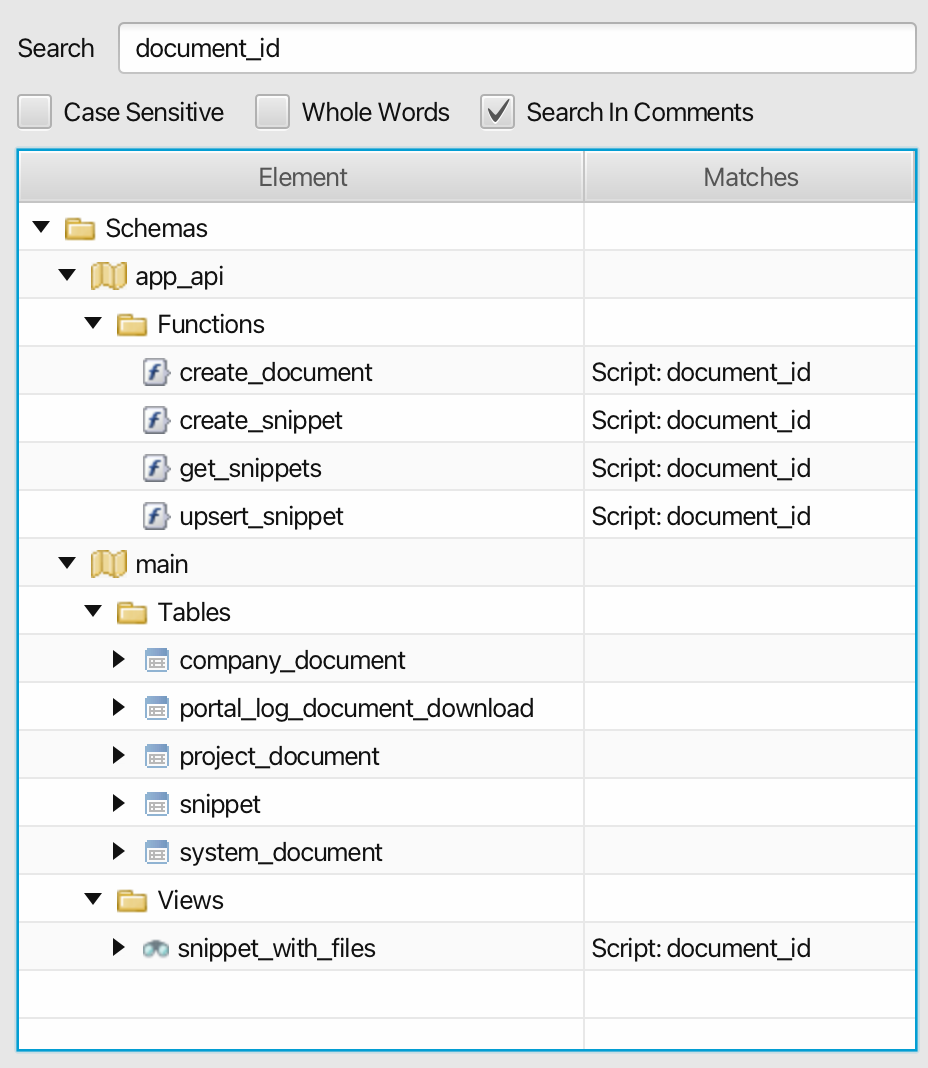 Search document_id
Case Sensitive Whole Words Search In Comments
Element Matches
Schemas
app_api
Functions
create_document Script: document_id
create_snippet Script: document_id
get_snippets Script: document_id
upsert_snippet Script: document_id
main
Tables
company_document
portal_log_document_download
project_document
snippet
system_document
Views
snippet_with_files Script: document_id